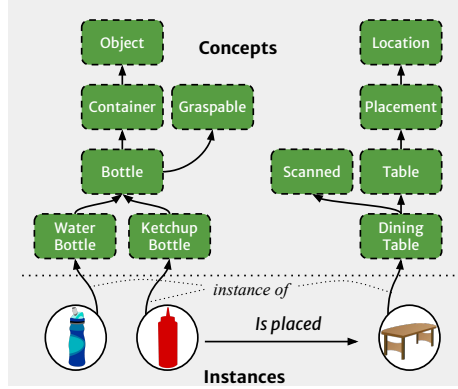 Object
Concepts
Location
Container
Graspable
Placement
Bottle
Scanned
Table
Water
Bottle
Ketchup
Bottle
Dining
Table
instance of
Is placed
Instances